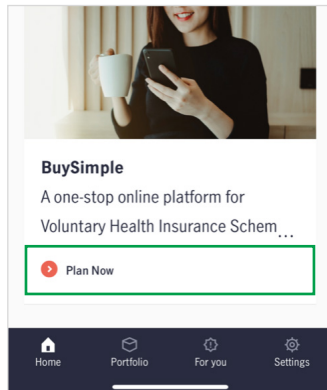 BuySimple
A one-stop online platform for
Voluntary Health Insurance Schem...
Plan Now
Home Portfolio For you Settings